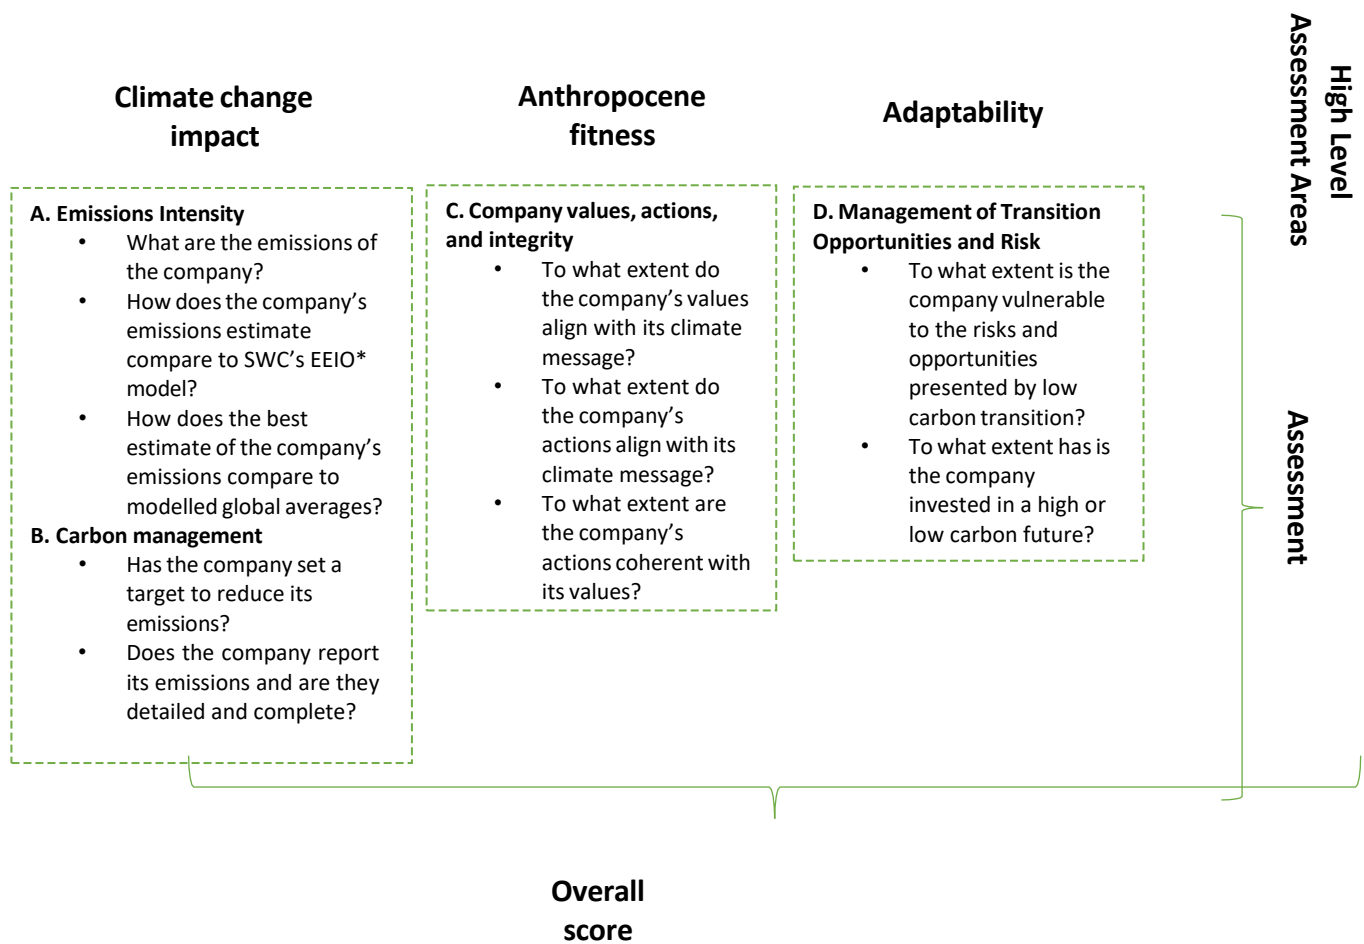 Climate change
impact
Anthropocene
fitness
Adaptability
High Level
Assessment Areas
A. Emissions Intensity
• What are the emissions of
the company?
• How does the company's
emissions estimate
compare to SWC's EEIO*
model?
• How does the best
estimate of the company's
emissions compare to
modelled global averages?
B. Carbon management
• Has the company set a
target to reduce its
emissions?
• Does the company report
its emissions and are they
detailed and complete?
C. Company values, actions,
and integrity
• To what extent do
the company's values
align with its climate
message?
• To what extent do
the company's
actions align with its
climate message?
• To what extent are
the company's
actions coherent with
its values?
D. Management of Transition
Opportunities and Risk
• To what extent is the
company vulnerable
to the risks and
opportunities
presented by low
carbon transition?
• To what extent has is
the company
invested in a high or
low carbon future?
Assessment
Overall
score